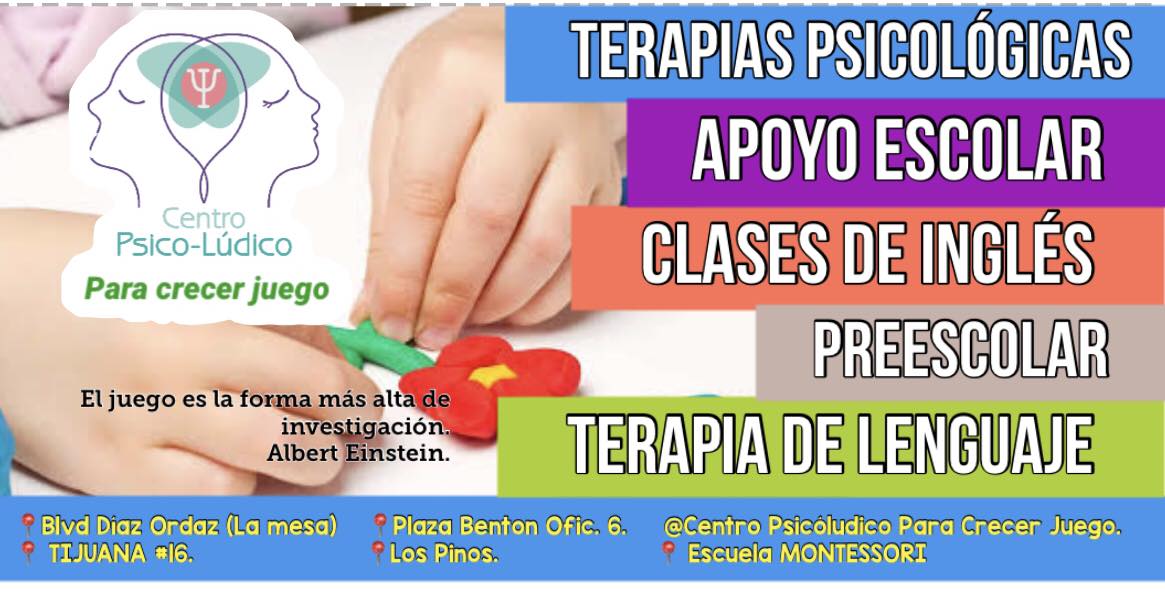 Ψ
Centro
Psico-Lúdico
Para crecer juego
El juego es la forma más alta de
investigación.
Albert Einstein.
TERAPIAS PSICOLÓGICAS
APOYO ESCOLAR
CLASES DE INGLÉS
PREESCOLAR
TERAPIA DE LENGUAJE
Blvd Díaz Ordaz (La mesa)
TIJUANA #16.
Plaza Benton Ofic. 6.
Los Pinos.
@Centro Psicóludico Para Crecer Juego.
Escuela MONTESSORI